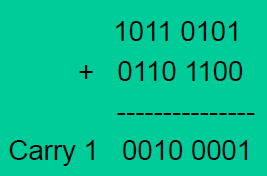 1011 0101
+ 0110 1100
---------------
Carry 1 0010 0001